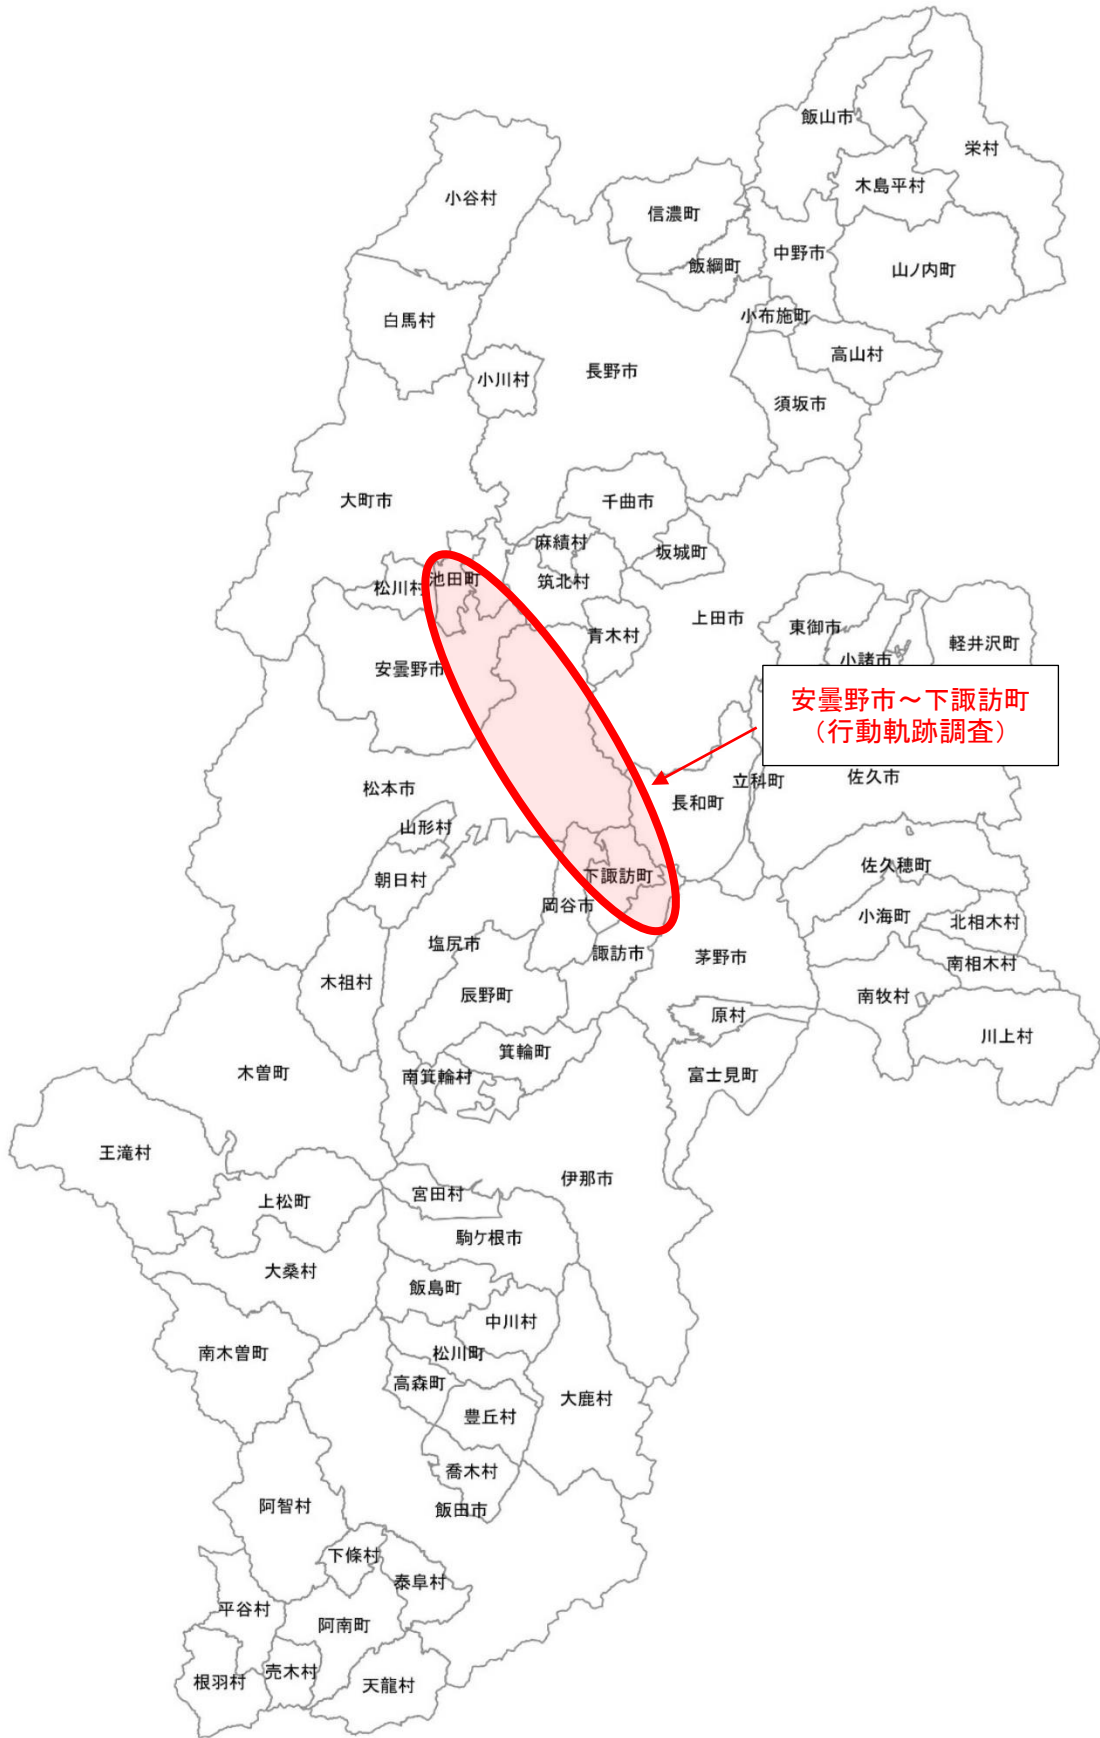 飯山市
栄村
木島平村
小谷村
信濃町
中野市
飯綱町
山ノ内町
小布施町
白馬村
高山村
長野市
小川村
須坂市
大町市
千曲市
麻績村
坂城町
池田町
筑北村
松川村
上田市
東御市
青木村
軽井沢町
小諸市
安曇野市
安曇野市~下諏訪町
(行動軌跡調査)
佐久市
立科町
松本市
長和町
山形村
佐久穂町
下諏訪町
朝日村
岡谷市
小海町
北相木村
塩尻市
諏訪市
茅野市
南相木村
木祖村
辰野町
南牧村
原村
川上村
箕輪町
木曽町
南箕輪村
富士見町
王滝村
伊那市
宮田村
上松町
駒ケ根市
大桑村
飯島町
中川村
南木曽町
松川町
高森町
大鹿村
豊丘村
喬木村
阿智村
飯田市
下條村
泰阜村
平谷村
阿南町
売木村
根羽村
天龍村